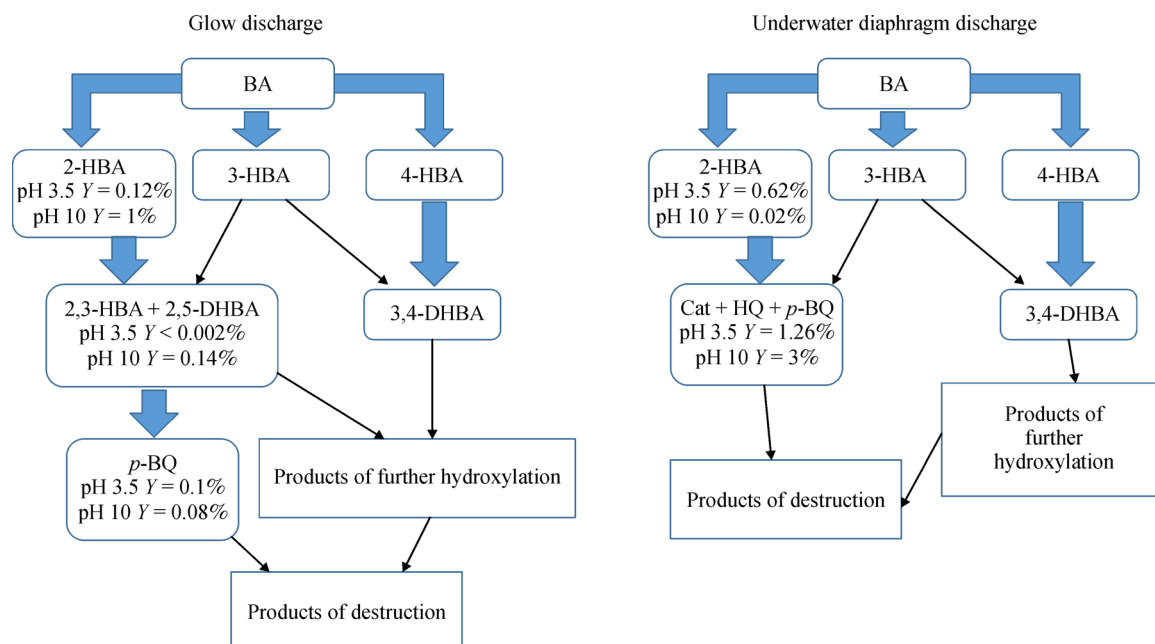 Glow discharge
BA
2-HBA
pH 3.5 Y = 0.12%
pH 10 Y = 1%
3-HBA
4-HBA
2,3-HBA + 2,5-DHBA
pH 3.5 Y < 0.002%
pH 10 Y = 0.14%
3,4-DHBA
p-BQ
pH 3.5 Y = 0.1%
pH 10 Y = 0.08%
Products of further hydroxylation
Products of destruction
Underwater diaphragm discharge
BA
2-HBA
pH 3.5 Y = 0.62%
pH 10 Y = 0.02%
3-HBA
4-HBA
Cat + HQ + p-BQ
pH 3.5 Y = 1.26%
pH 10 Y = 3%
3,4-DHBA
Products of
further
hydroxylation
Products of destruction